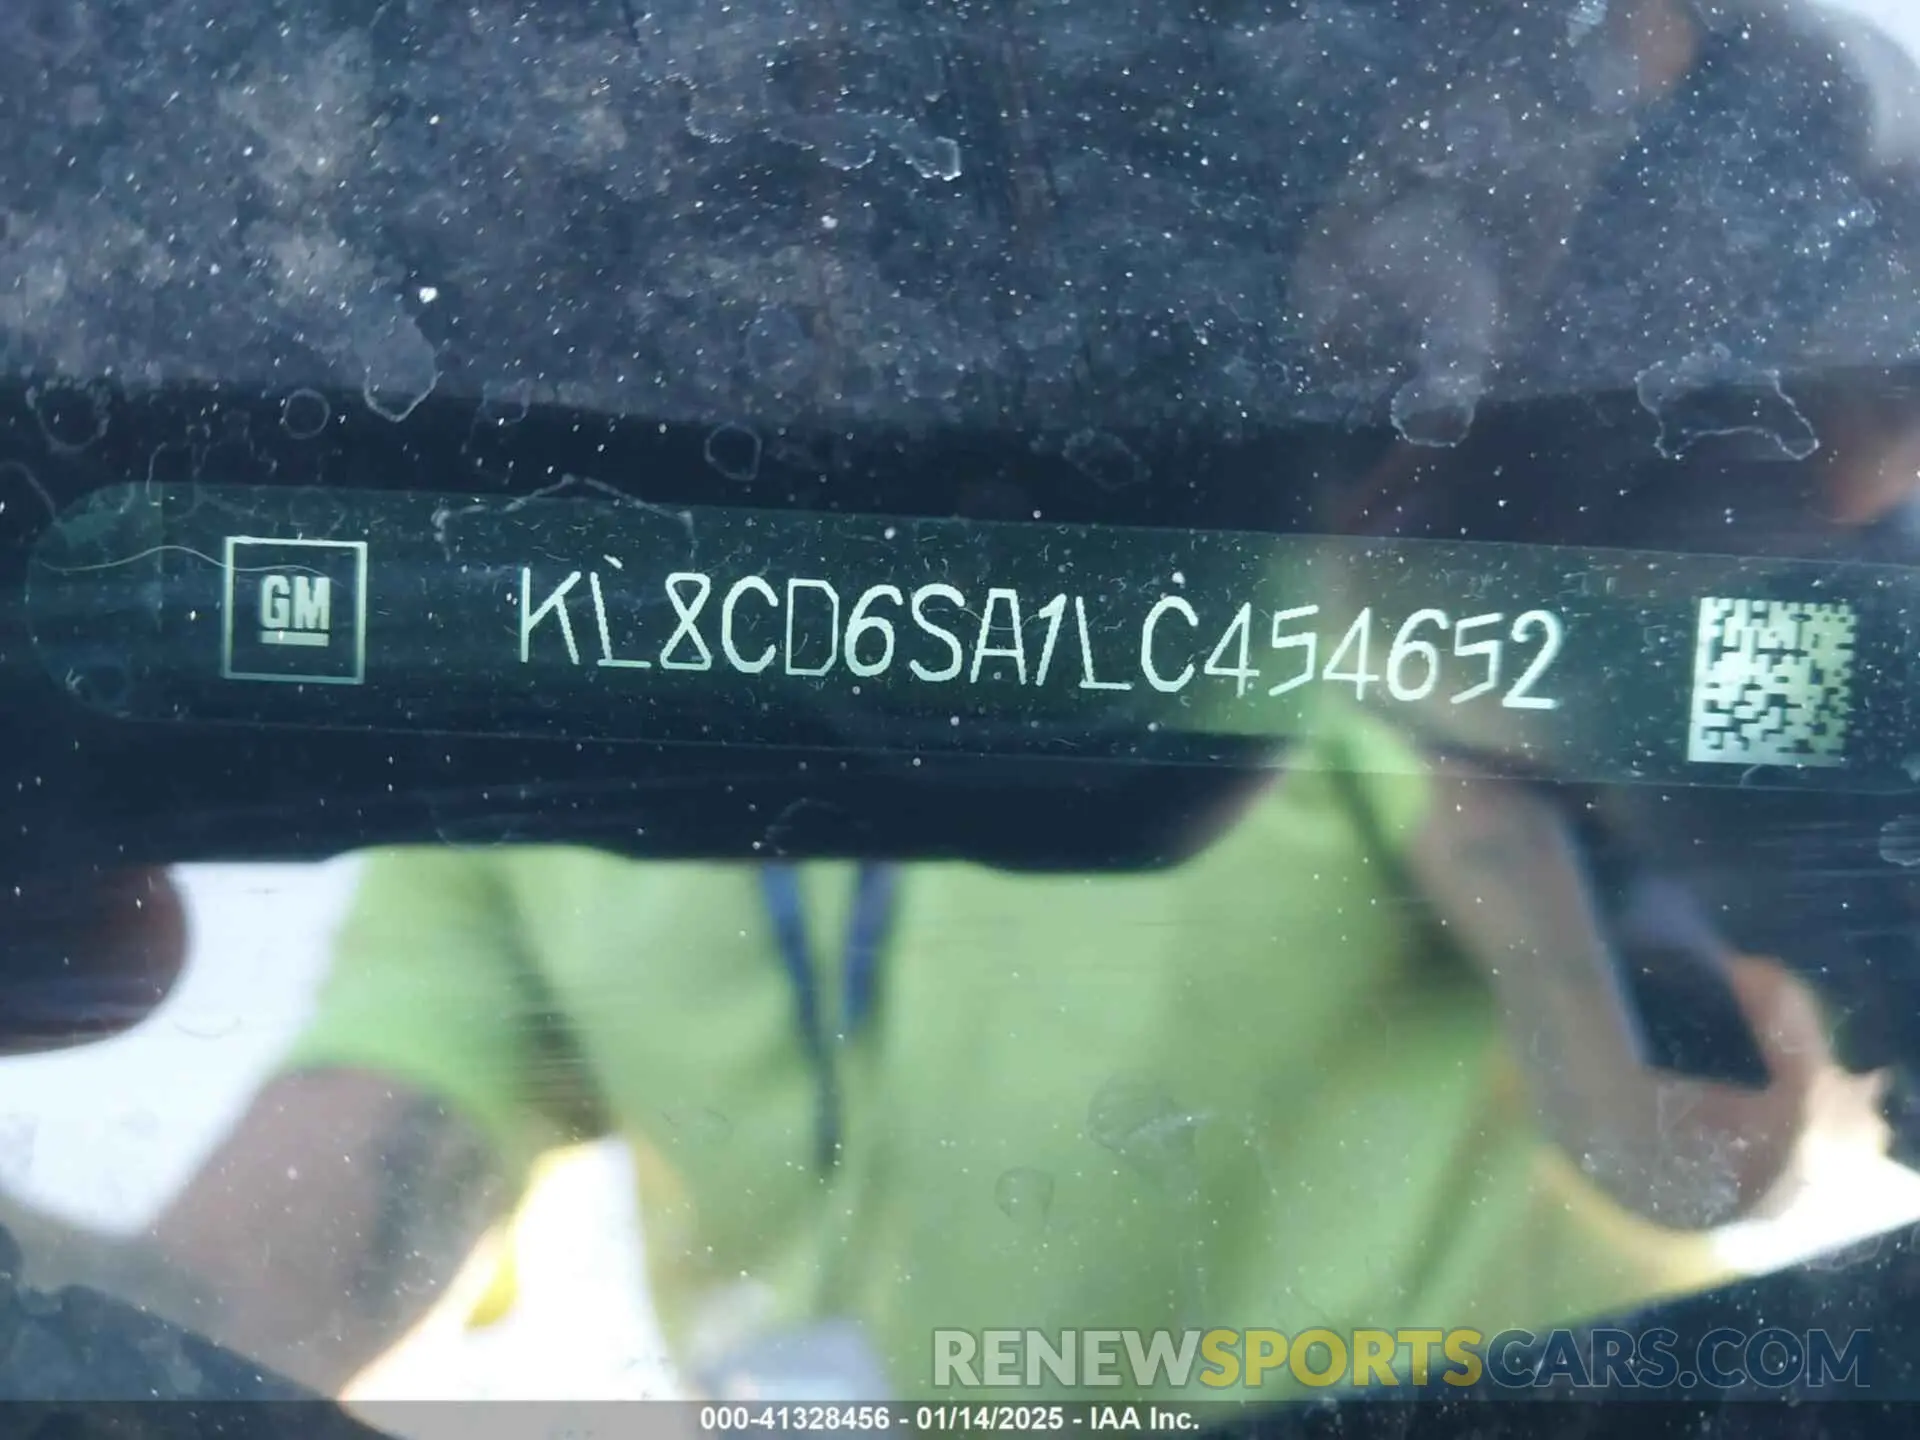 GM KL8CD6SA1LC454652
RENEWSPORTSCARS.COM
000-41328456 - 01/14/2025 - IAA Inc.